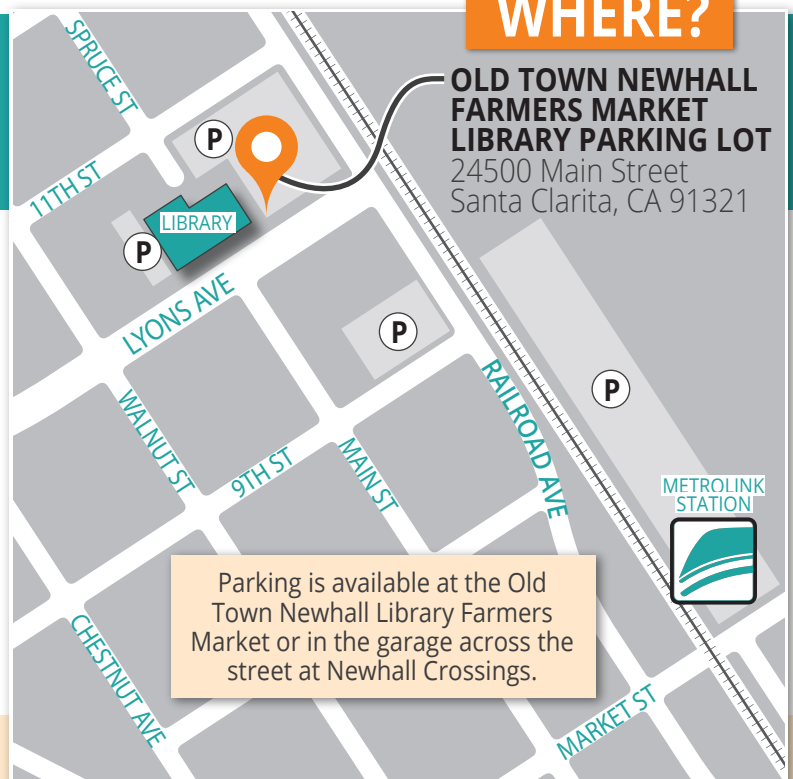 WHERE?
OLD TOWN NEWHALL
FARMERS MARKET
LIBRARY PARKING LOT
24500 Main Street
Santa Clarita, CA 91321
SPRUCE ST
11TH ST
P
LIBRARY
P
LYONS AVE
P
P
WALNUT ST
9TH ST
MAIN ST
RAILROAD AVE
METROLINK
STATION
Parking is available at the Old
Town Newhall Library Farmers
Market or in the garage across the
street at Newhall Crossings.
CHESTNUT AVE
MARKET ST